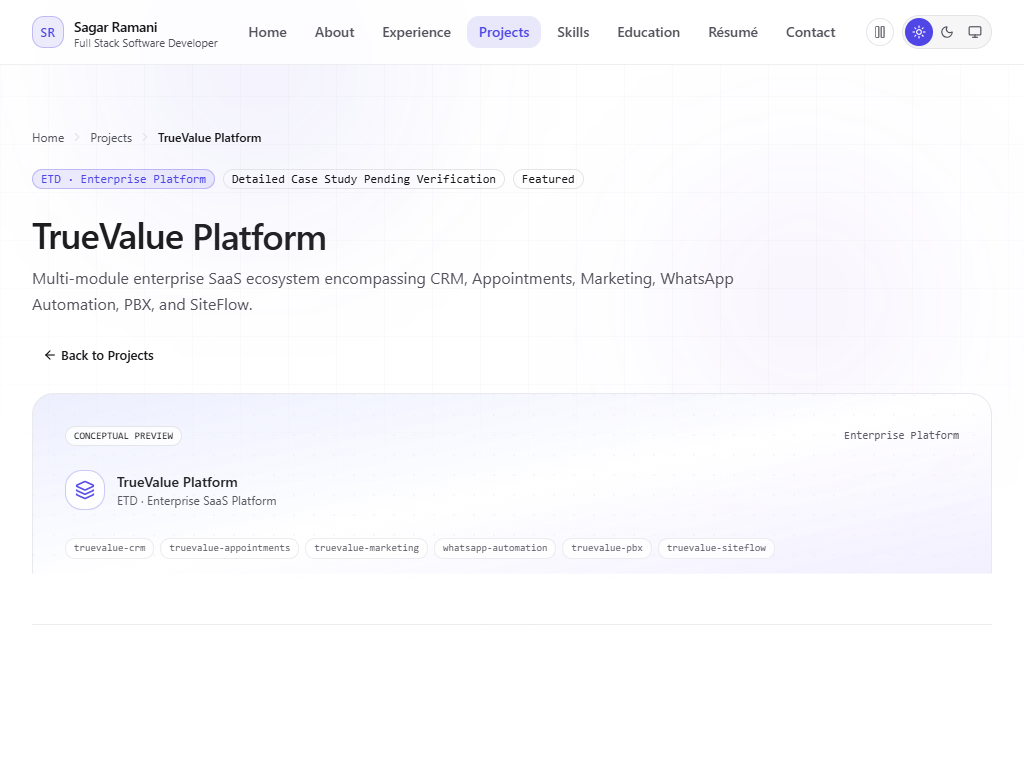 SR
Sagar Ramani
Full Stack Software Developer
Home
About
Experience
Projects
Skills
Education
Résumé
Contact
Home
Projects
TrueValue Platform
ETD · Enterprise Platform
Detailed Case Study Pending Verification
Featured
TrueValue Platform
Multi-module enterprise SaaS ecosystem encompassing CRM, Appointments, Marketing, WhatsApp
Automation, PBX, and SiteFlow.
Back to Projects
CONCEPTUAL PREVIEW
Enterprise Platform
TrueValue Platform
ETD · Enterprise SaaS Platform
truevalue-crm
truevalue-appointments
truevalue-marketing
whatsapp-automation
truevalue-pbx
truevalue-siteflow